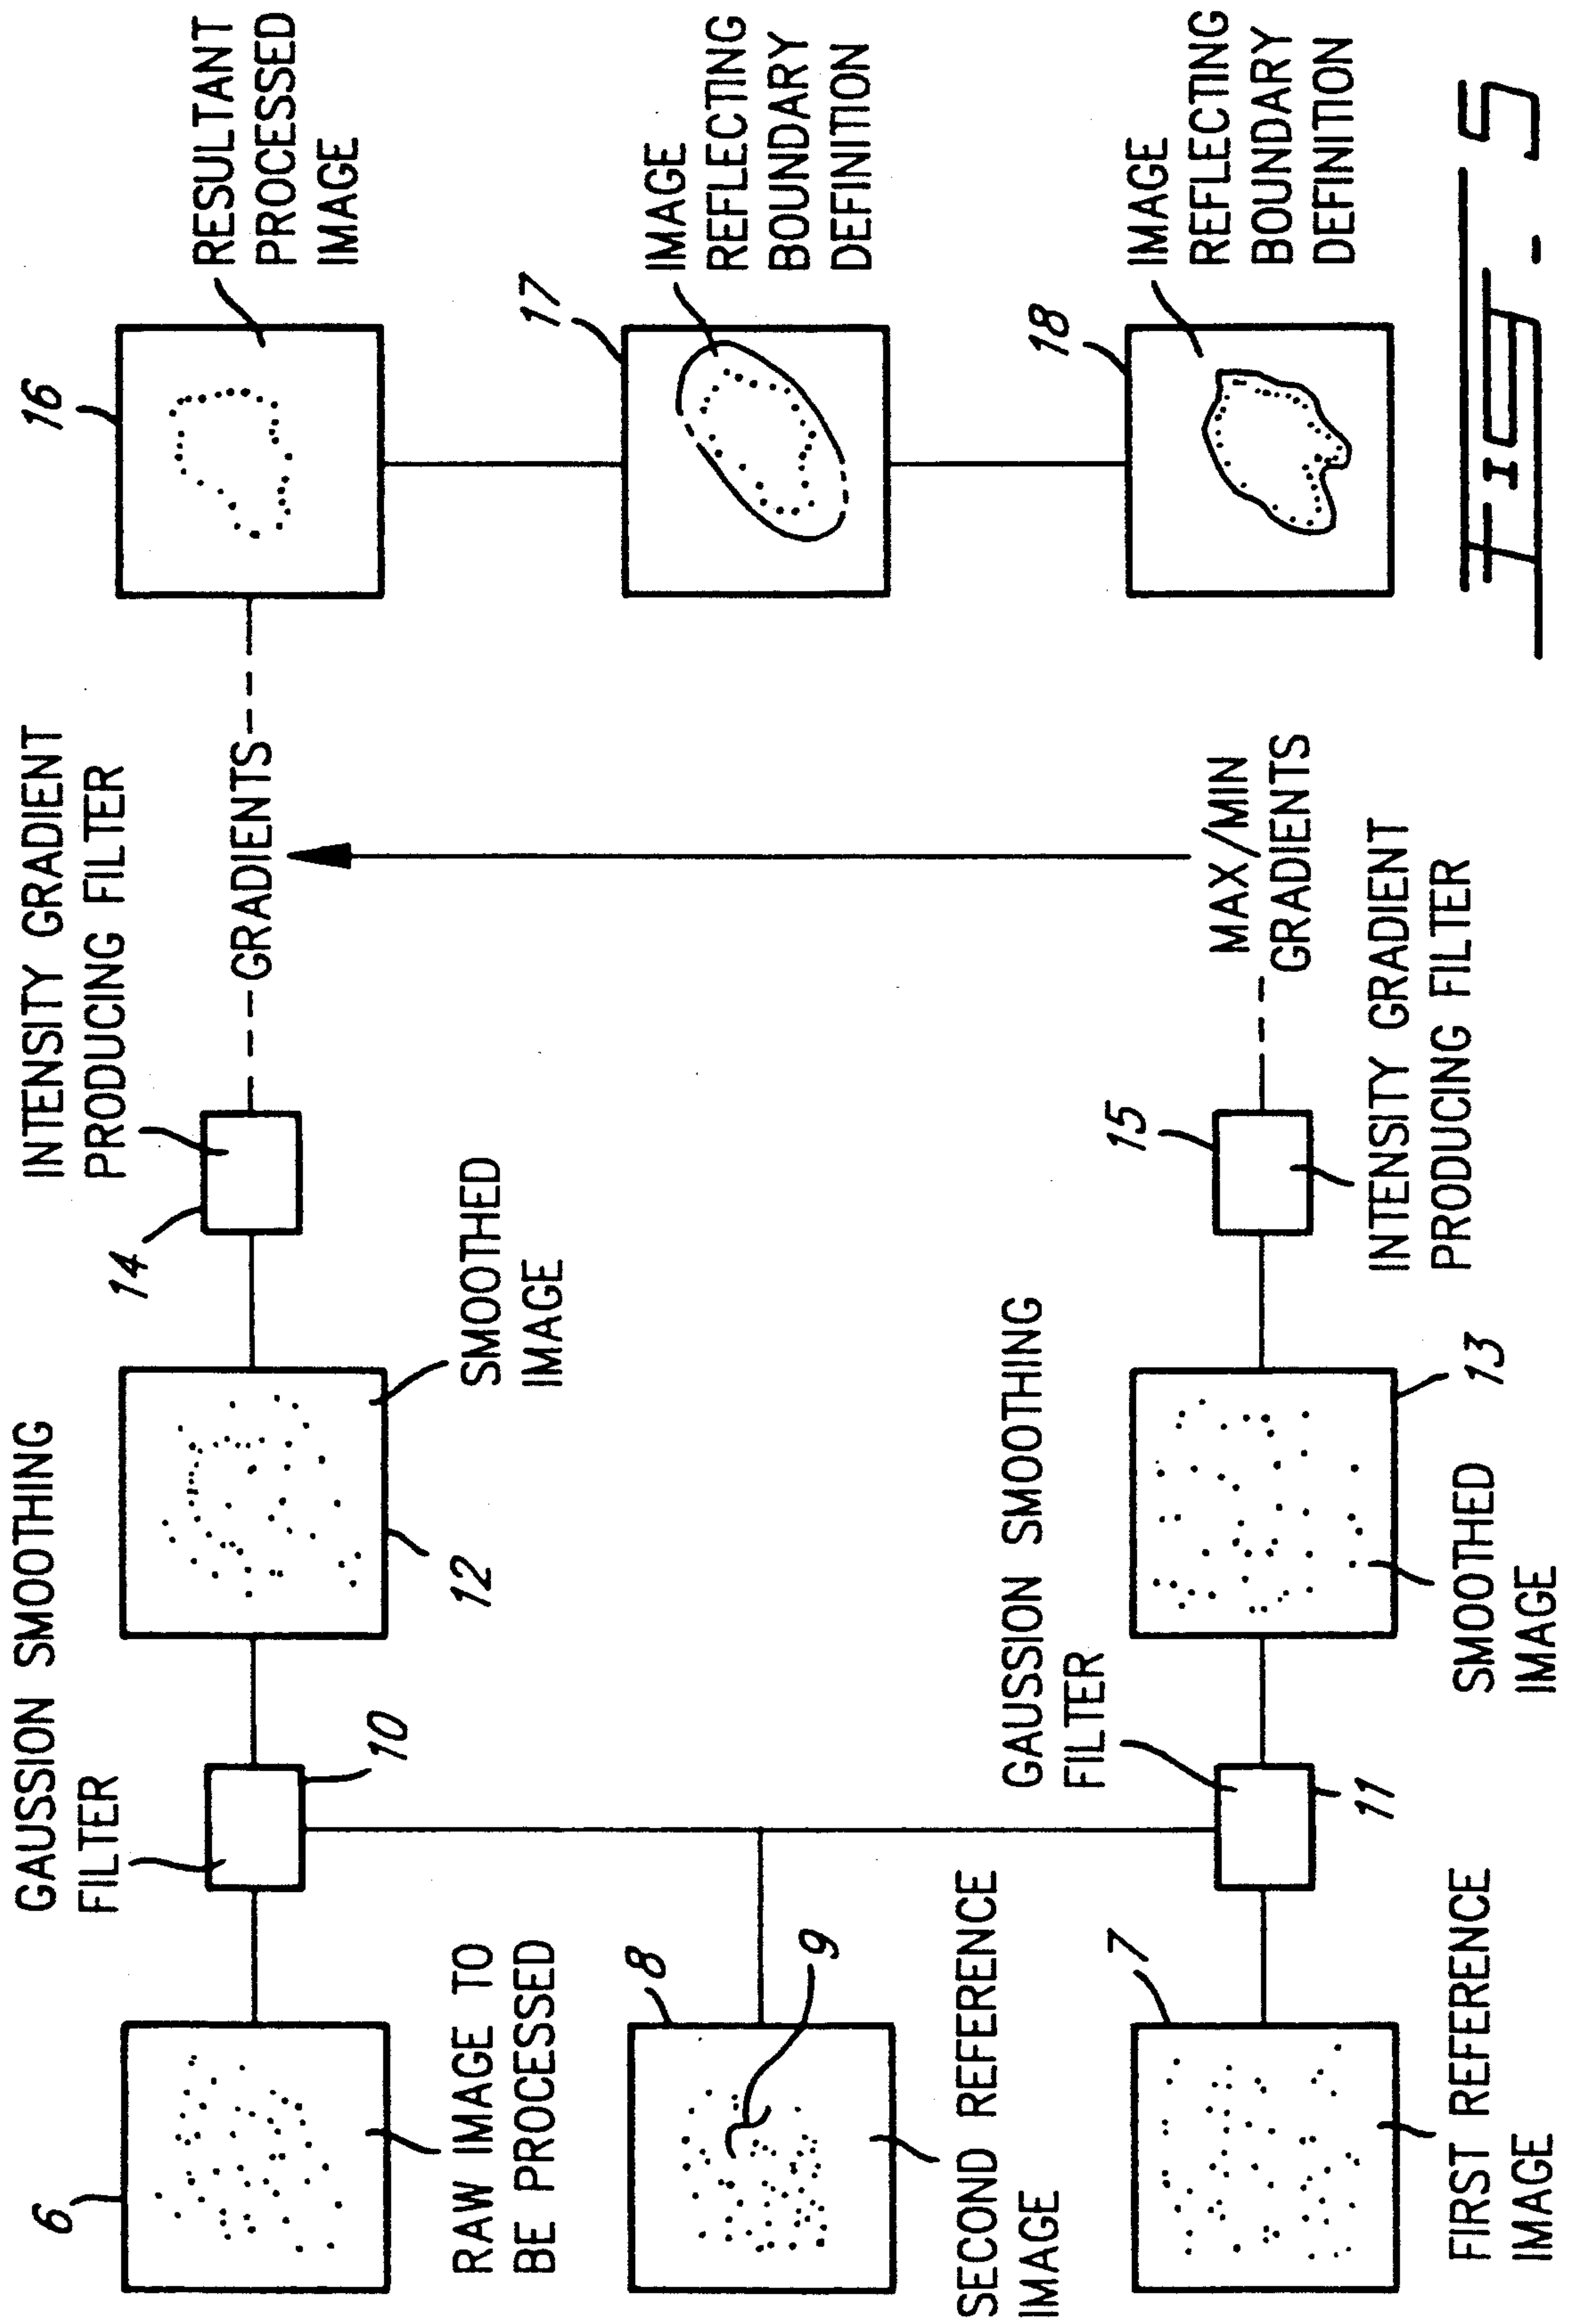 GAUSSION SMOOTHING
FILTER
INTENSITY GRADIENT
PRODUCING FILTER
6
10
12
14
GRADIENTS
16
RAW IMAGE TO
BE PROCESSED
SMOOTHED
IMAGE
RESULTANT
PROCESSED
IMAGE
8
9
17
IMAGE
REFLECTING
BOUNDARY
DEFINITION
SECOND REFERENCE
IMAGE
GAUSSION SMOOTHING
FILTER
7
11
13
15
MAX/MIN
GRADIENTS
18
IMAGE
REFLECTING
BOUNDARY
DEFINITION
FIRST REFERENCE
IMAGE
SMOOTHED
IMAGE
INTENSITY GRADIENT
PRODUCING FILTER
FIG. 5